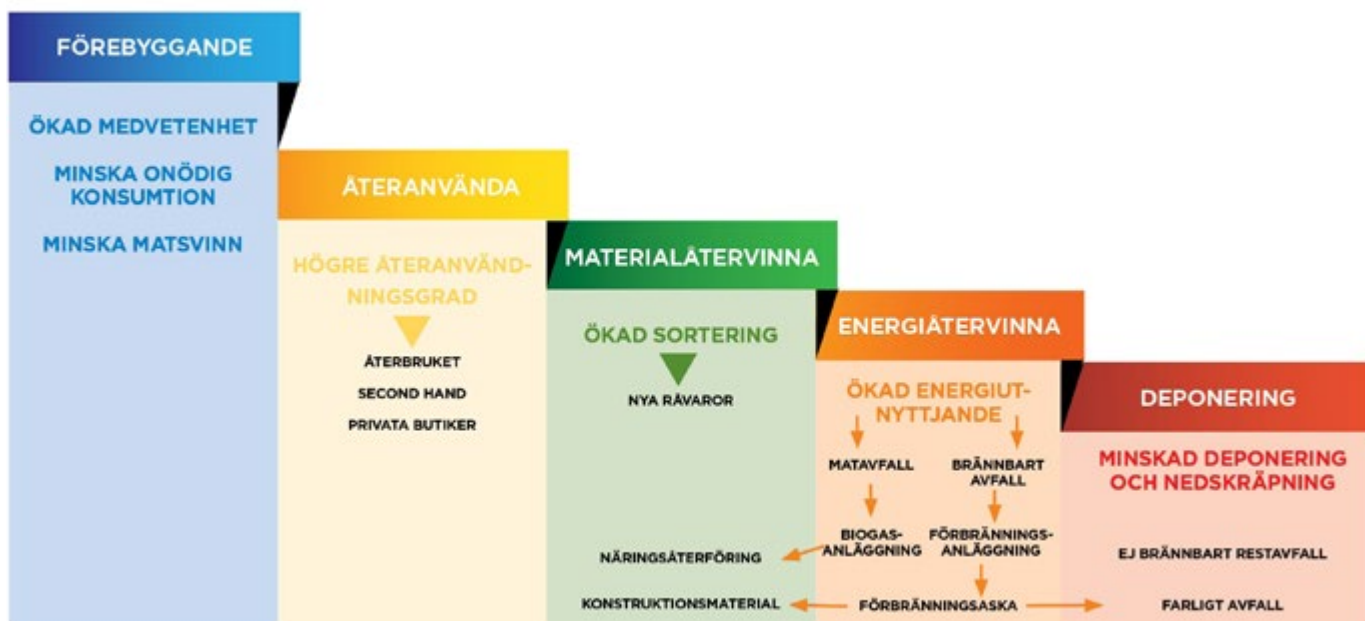 FÖREBYGGANDE
ÖKAD MEDVETENHET
MINSKA ONÖDIG
KONSUMTION
MINSKA MATSVINN
ÅTERANVÄNDA
HÖGRE ÅTERANVÄND-
NINGSGRAD
ÅTERBRUKET
SECOND HAND
PRIVATA BUTIKER
MATERIALÅTERVINNA
ÖKAD SORTERING
NYA RÅVAROR
NÄRINGSÅTERFÖRING
KONSTRUKTIONSMATERIAL
ENERGIÅTERVINNA
ÖKAD ENERGIUT-
NYTTJANDE
MATAVFALL
BIOGAS-
ANLÄGGNING
BRÄNNBART
AVFALL
FÖRBRÄNNINGS-
ANLÄGGNING
FÖRBRÄNNINGSASKA
DEPONERING
MINSKAD DEPONERING
OCH NEDSKRÄPNING
EJ BRÄNNBART RESTAVFALL
FARLIGT AVFALL